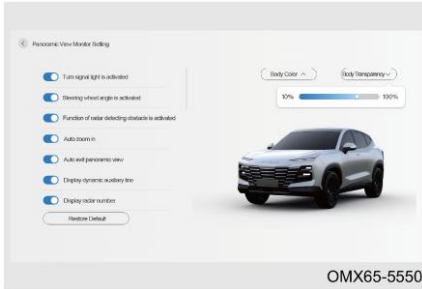 Panoramic View Monitor Setting
Turn signal light is activated
Steering wheel angle is activated
Function of radar detecting obstacle is activated
Auto zoom in
Auto exit panoramic view
Display dynamic auxiliary line
Display radar number
Restore Default
Body Color
Body Transparency
10% 100%
OMX65-5550